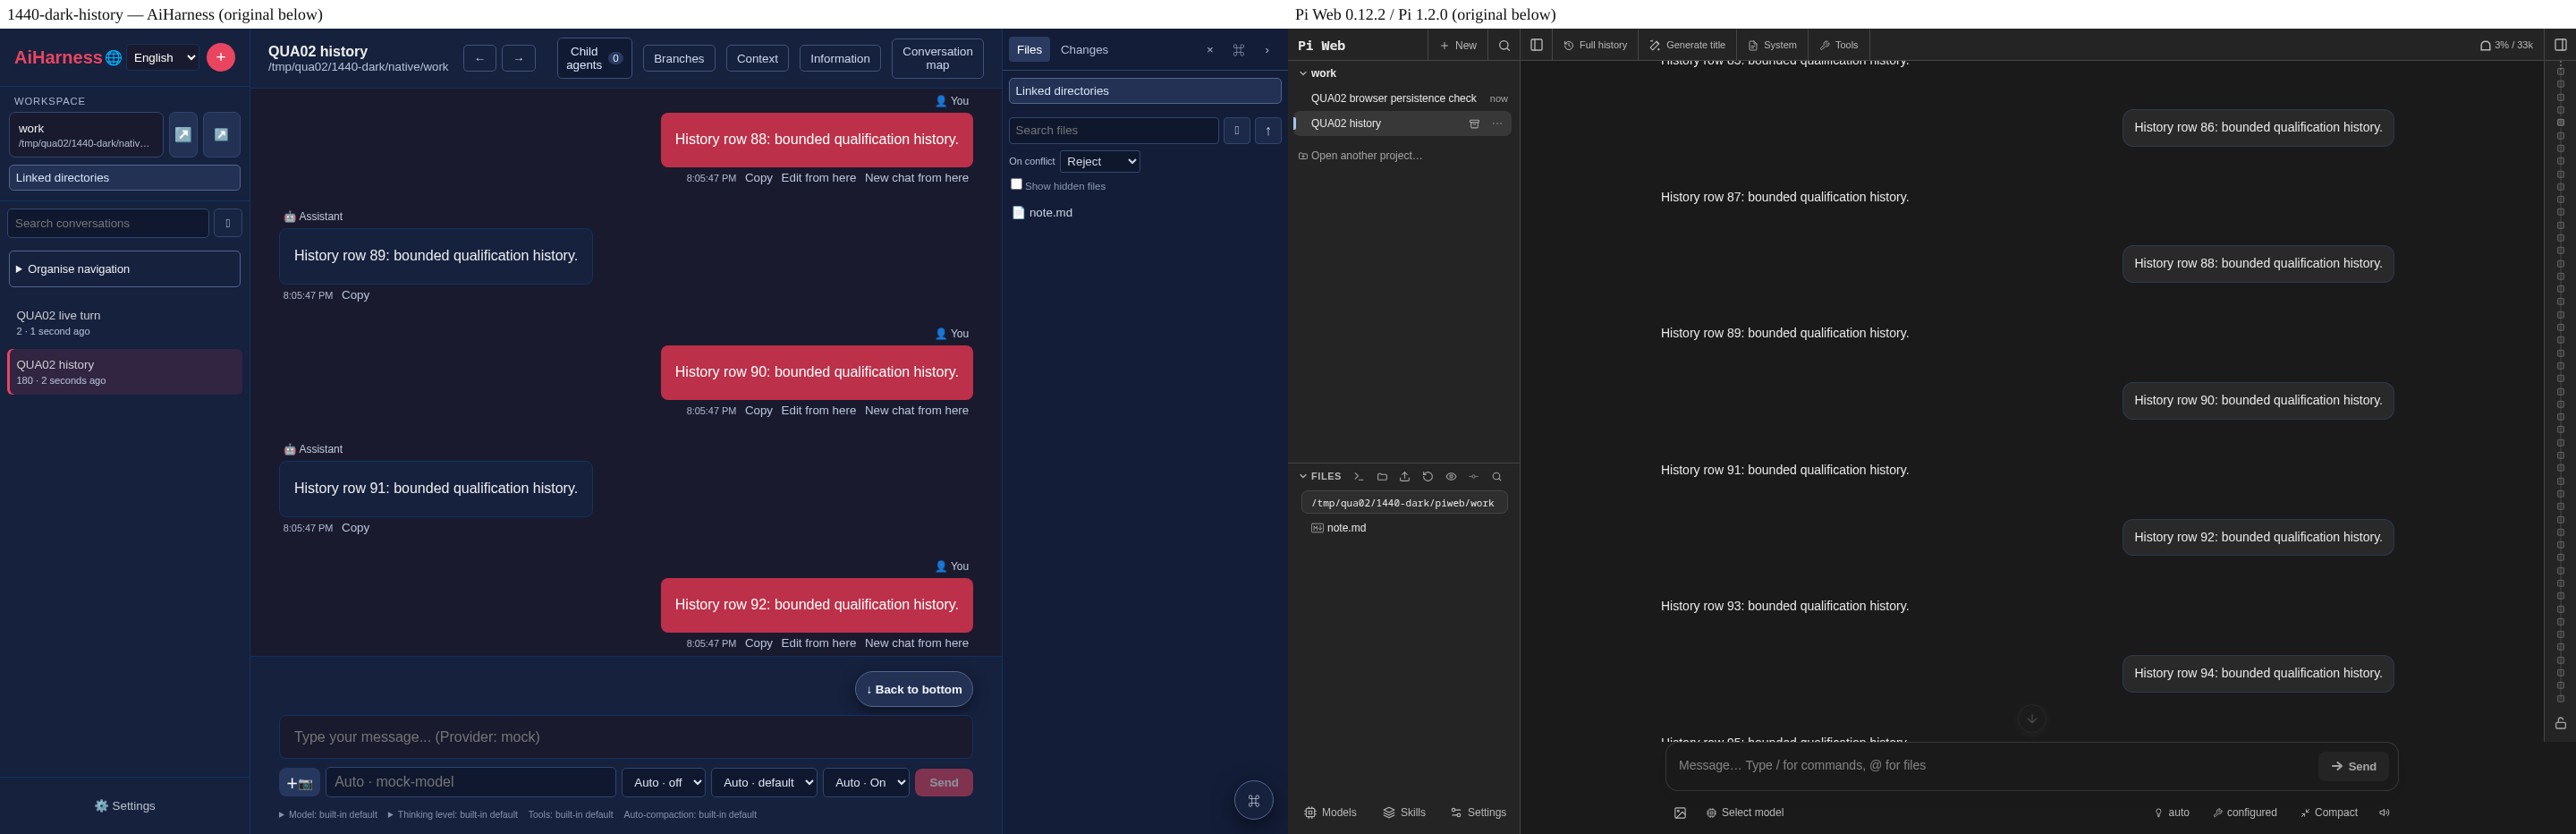 1440-dark-history — AiHarness (original below)
AiHarness English +
WORKSPACE
work
/tmp/qua02/1440-dark/nativ…
Linked directories
Search conversations
Organise navigation
QUA02 live turn
2 · 1 second ago
QUA02 history
180 · 2 seconds ago
Settings
QUA02 history
/tmp/qua02/1440-dark/native/work
← →
Child agents 0
Branches
Context
Information
Conversation map
You
History row 88: bounded qualification history.
8:05:47 PM Copy Edit from here New chat from here
Assistant
History row 89: bounded qualification history.
8:05:47 PM Copy
You
History row 90: bounded qualification history.
8:05:47 PM Copy Edit from here New chat from here
Assistant
History row 91: bounded qualification history.
8:05:47 PM Copy
You
History row 92: bounded qualification history.
8:05:47 PM Copy Edit from here New chat from here
↓ Back to bottom
Type your message... (Provider: mock)
Auto · mock-model Auto · off Auto · default Auto · On Send
Model: built-in default Thinking level: built-in default Tools: built-in default Auto-compaction: built-in default
Files Changes × ⌘ ›
Linked directories
Search files ↑
On conflict Reject
Show hidden files
note.md
⌘
Pi Web 0.12.2 / Pi 1.2.0 (original below)
Pi Web + New
Full history Generate title System Tools 3% / 33k
work
QUA02 browser persistence check now
QUA02 history ···
Open another project…
FILES
/tmp/qua02/1440-dark/piweb/work
note.md
Models Skills Settings
History row 85: bounded qualification history.
History row 86: bounded qualification history.
History row 87: bounded qualification history.
History row 88: bounded qualification history.
History row 89: bounded qualification history.
History row 90: bounded qualification history.
History row 91: bounded qualification history.
History row 92: bounded qualification history.
History row 93: bounded qualification history.
History row 94: bounded qualification history.
History row 95: bounded qualification history.
Message… Type / for commands, @ for files
Send
Select model auto configured Compact